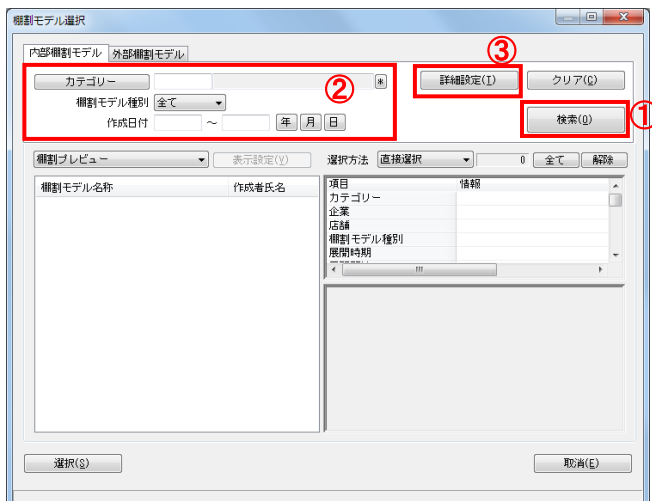 棚割モデル選択
内部棚割モデル 外部棚割モデル
③
カテゴリー * ② 詳細設定(I) クリア(C)
棚割モデル種別 全て
作成日付 ～ 年 月 日 検索(Q) ①
棚割プレビュー 表示設定(V) 選択方法 直接選択 0 全て 解除
棚割モデル名称 作成者氏名 項目 情報
カテゴリー
企業
店舗
棚割モデル種別
展開時期
選択(S) 取消(E)